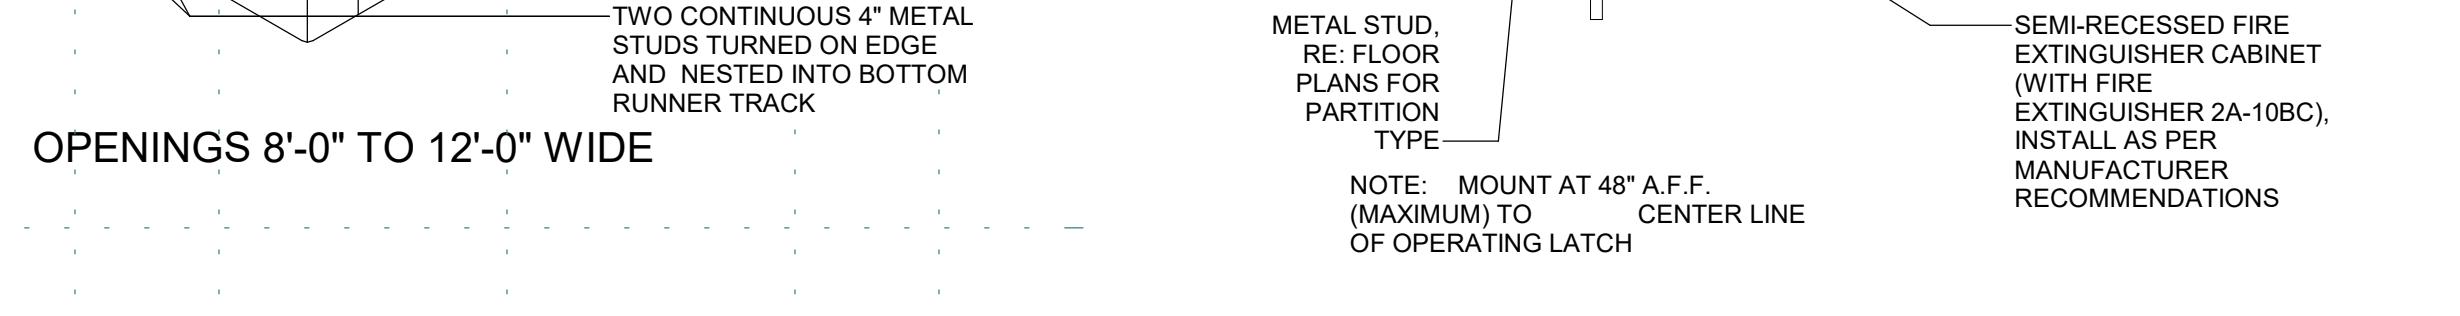 TWO CONTINUOUS 4" METAL
STUDS TURNED ON EDGE
AND  NESTED INTO BOTTOM
RUNNER TRACK
OPENINGS 8'-0" TO 12'-0" WIDE
METAL STUD,
RE: FLOOR
PLANS FOR
PARTITION
TYPE
NOTE:    MOUNT AT 48" A.F.F.
(MAXIMUM) TO    CENTER LINE
OF OPERATING LATCH
SEMI-RECESSED FIRE
EXTINGUISHER CABINET
(WITH FIRE
EXTINGUISHER 2A-10BC),
INSTALL AS PER
MANUFACTURER
RECOMMENDATIONS